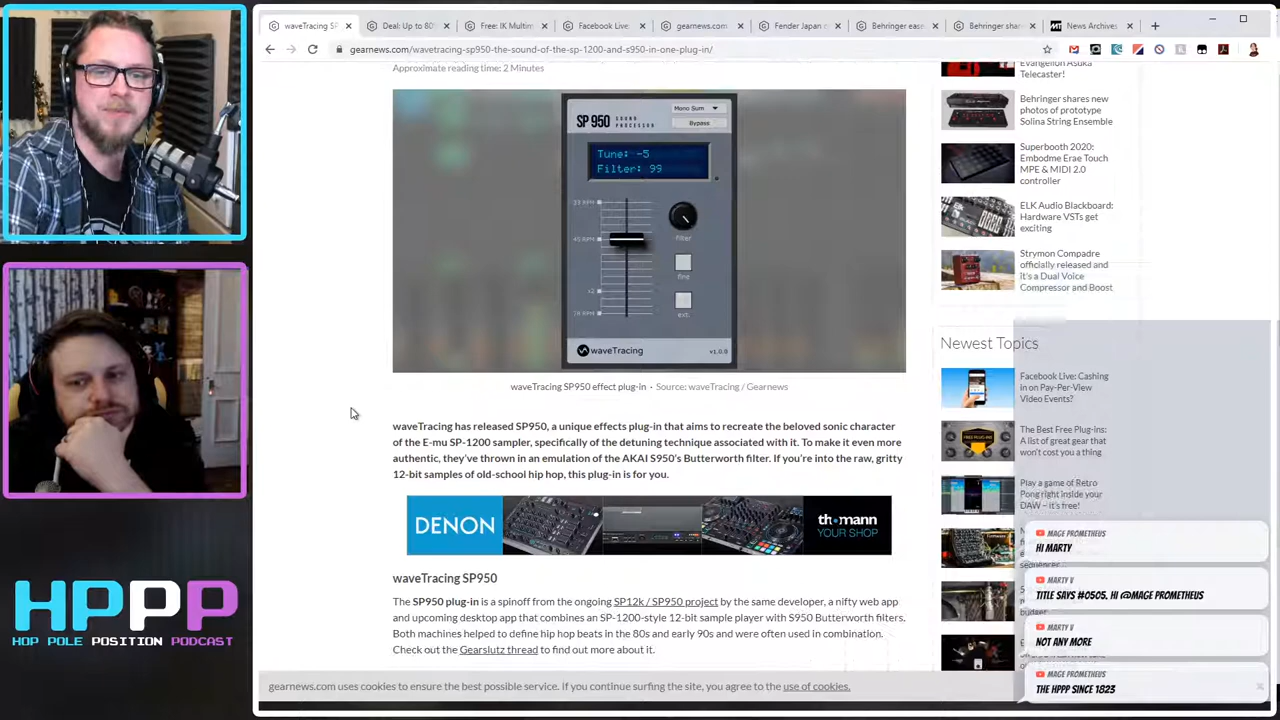 waveTracing SP
Deal: Up to 80%
Free: IK Multim
Facebook Live:
gearnews.com
Fender Japan
Behringer ease
Behringer shar
News Archives
gearnews.com/wavetracing-sp950-the-sound-of-the-sp-1200-and-s950-in-one-plug-in/
Approximate reading time: 2 Minutes
Mono Sum
SP 950 SOUND PROCESSOR
Bypass
Tune: -5
Filter: 99
33 RPM
45 RPM
x2
78 RPM
filter
fine
ext.
waveTracing
v1.0.0
waveTracing SP950 effect plug-in · Source: waveTracing / Gearnews
waveTracing has released SP950, a unique effects plug-in that aims to recreate the beloved sonic character
of the E-mu SP-1200 sampler, specifically of the detuning technique associated with it. To make it even more
authentic, they've thrown in an emulation of the AKAI S950's Butterworth filter. If you're into the raw, gritty
12-bit samples of old-school hip hop, this plug-in is for you.
DENON
th•mann
YOUR SHOP
waveTracing SP950
The SP950 plug-in is a spinoff from the ongoing SP12k / SP950 project by the same developer, a nifty web app
and upcoming desktop app that combines an SP-1200-style 12-bit sample player with S950 Butterworth filters.
Both machines helped to define hip hop beats in the 80s and early 90s and were often used in combination.
Check out the Gearslutz thread to find out more about it.
gearnews.com uses cookies to ensure the best possible service. If you continue surfing the site, you agree to the use of cookies.
Evangelion Asuka
Telecaster!
Behringer shares new
photos of prototype
Solina String Ensemble
Superbooth 2020:
Embodme Erae Touch
MPE & MIDI 2.0
controller
ELK Audio Blackboard:
Hardware VSTs get
exciting
Strymon Compadre
officially released and
it's a Dual Voice
Compressor and Boost
Newest Topics
Facebook Live: Cashing
in on Pay-Per-View
Video Events?
The Best Free Plug-ins:
A list of great gear that
won't cost you a thing
Play a game of Retro
Pong right inside your
DAW – it's free!
MAGE PROMETHEUS
HI MARTY
MARTY V
TITLE SAYS #0505. HI @MAGE PROMETHEUS
MARTY V
NOT ANY MORE
MAGE PROMETHEUS
THE HPPP SINCE 1823
HPPP
HOP POLE POSITION PODCAST